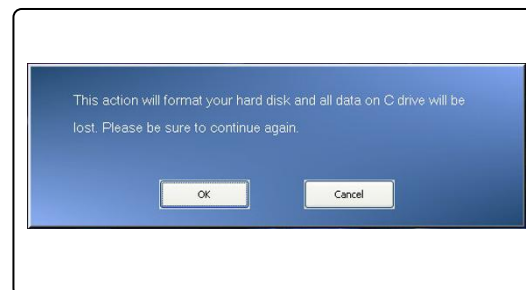 This action will format your hard disk and all data on C drive will be
lost. Please be sure to continue again.
OK
Cancel